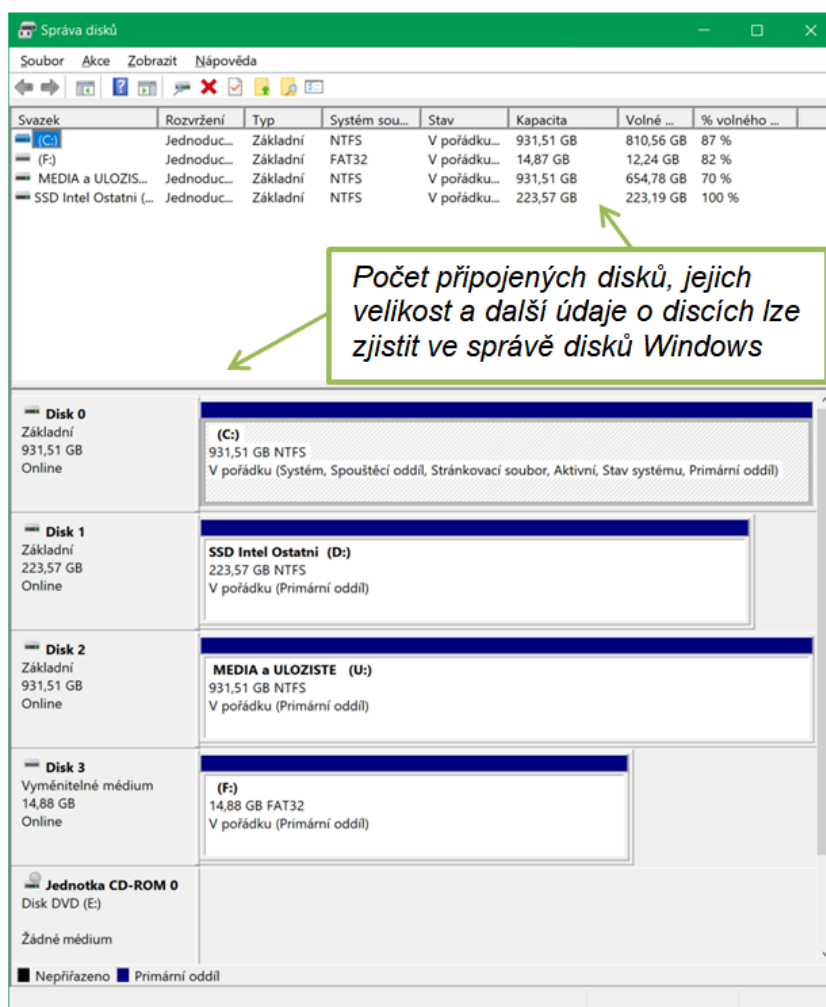 Správa disků
Soubor Akce Zobrazit Nápověda
Svazek Rozvržení Typ Systém sou... Stav Kapacita Volné ... % volného ...
(C:) Jednoduc... Základní NTFS V pořádku... 931,51 GB 810,56 GB 87 %
(F:) Jednoduc... Základní FAT32 V pořádku... 14,87 GB 12,24 GB 82 %
MEDIA a ULOZIS... Jednoduc... Základní NTFS V pořádku... 931,51 GB 654,78 GB 70 %
SSD Intel Ostatni (... Jednoduc... Základní NTFS V pořádku... 223,57 GB 223,19 GB 100 %
Počet připojených disků, jejich
velikost a další údaje o discích lze
zjistit ve správě disků Windows
Disk 0
Základní
931,51 GB
Online
(C:)
931,51 GB NTFS
V pořádku (Systém, Spouštěcí oddíl, Stránkovací soubor, Aktivní, Stav systému, Primární oddíl)
Disk 1
Základní
223,57 GB
Online
SSD Intel Ostatni (D:)
223,57 GB NTFS
V pořádku (Primární oddíl)
Disk 2
Základní
931,51 GB
Online
MEDIA a ULOZISTE (U:)
931,51 GB NTFS
V pořádku (Primární oddíl)
Disk 3
Vyměnitelné médium
14,88 GB
Online
(F:)
14,88 GB FAT32
V pořádku (Primární oddíl)
Jednotka CD-ROM 0
Disk DVD (E:)
Žádné médium
Nepřiřazeno Primární oddíl